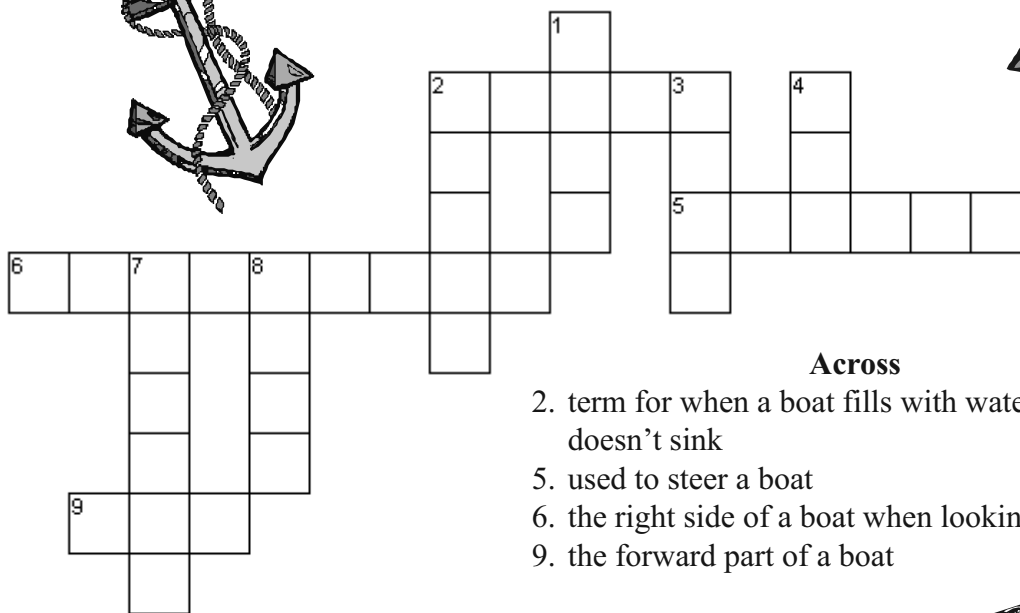 1
2 3 4
5
6 7 8
9
Across
2. term for when a boat fills with wate
doesn’t sink
5. used to steer a boat
6. the right side of a boat when lookin
9. the forward part of a boat